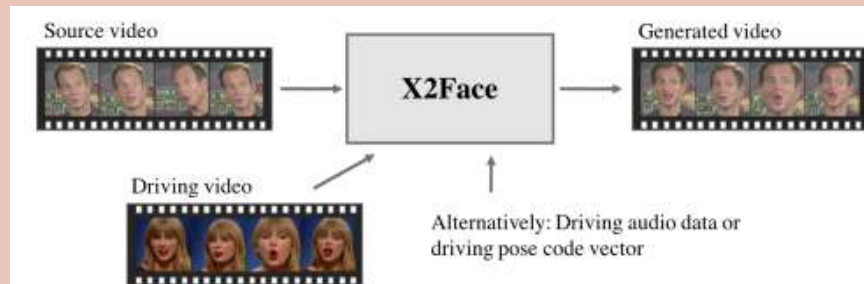 Source video
Generated video
X2Face
Driving video
Alternatively: Driving audio data or
driving pose code vector